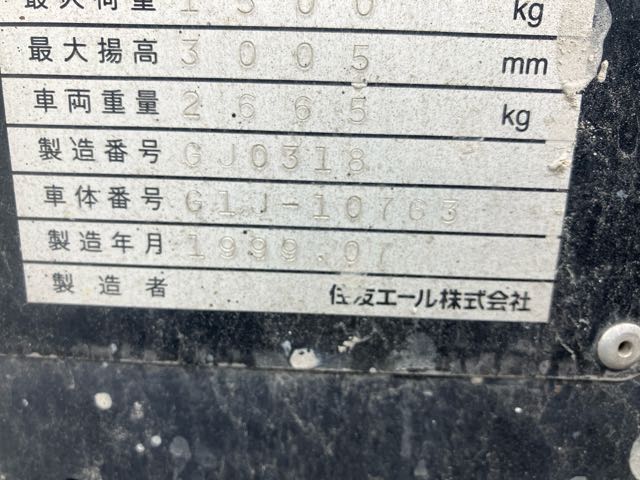 最大荷重 1500 kg
最大揚高 3005 mm
車両重量 2665 kg
製造番号 GJ0318
車体番号 G1J-10763
製造年月 1999.07
製造者 住友エール株式会社